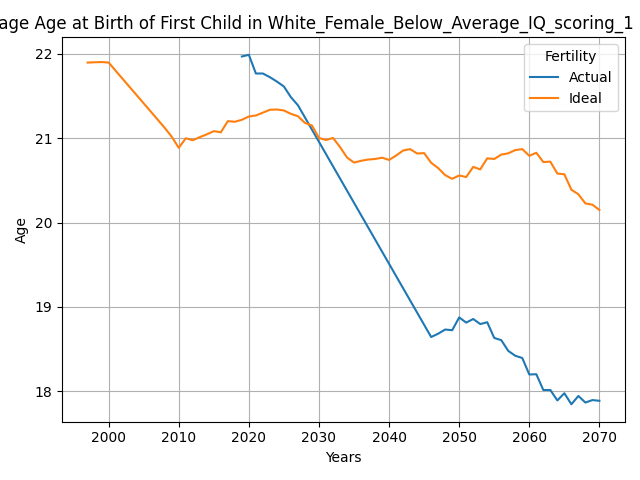 age Age at Birth of First Child in White_Female_Below_Average_IQ_scoring_1
Fertility
Actual
Ideal
Age
22
21
20
19
18
2000 2010 2020 2030 2040 2050 2060 2070
Years